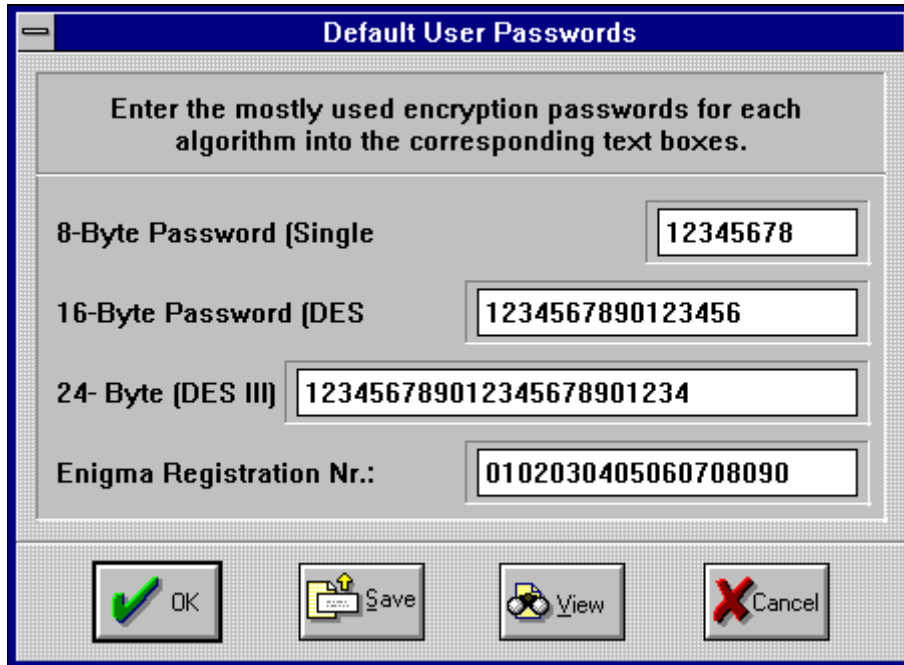 Default User Passwords
Enter the mostly used encryption passwords for each
algorithm into the corresponding text boxes.
8-Byte Password (Single
12345678
16-Byte Password (DES
1234567890123456
24- Byte (DES III)
123456789012345678901234
Enigma Registration Nr.:
010203040506070809​0
OK
Save
View
Cancel